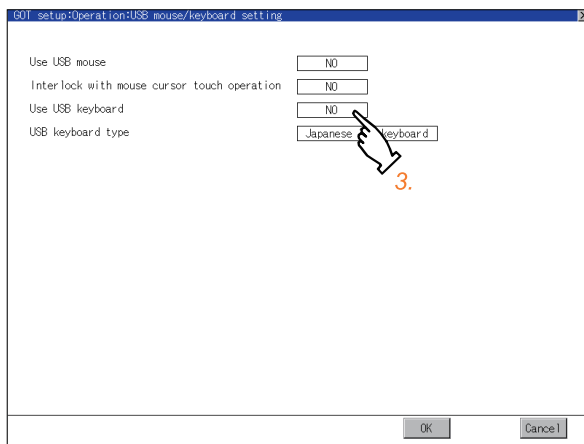 GOT setup:Operation:USB mouse/keyboard setting
Use USB mouse NO
Interlock with mouse cursor touch operation NO
Use USB keyboard NO
USB keyboard type Japanese keyboard
3.
OK Cancel